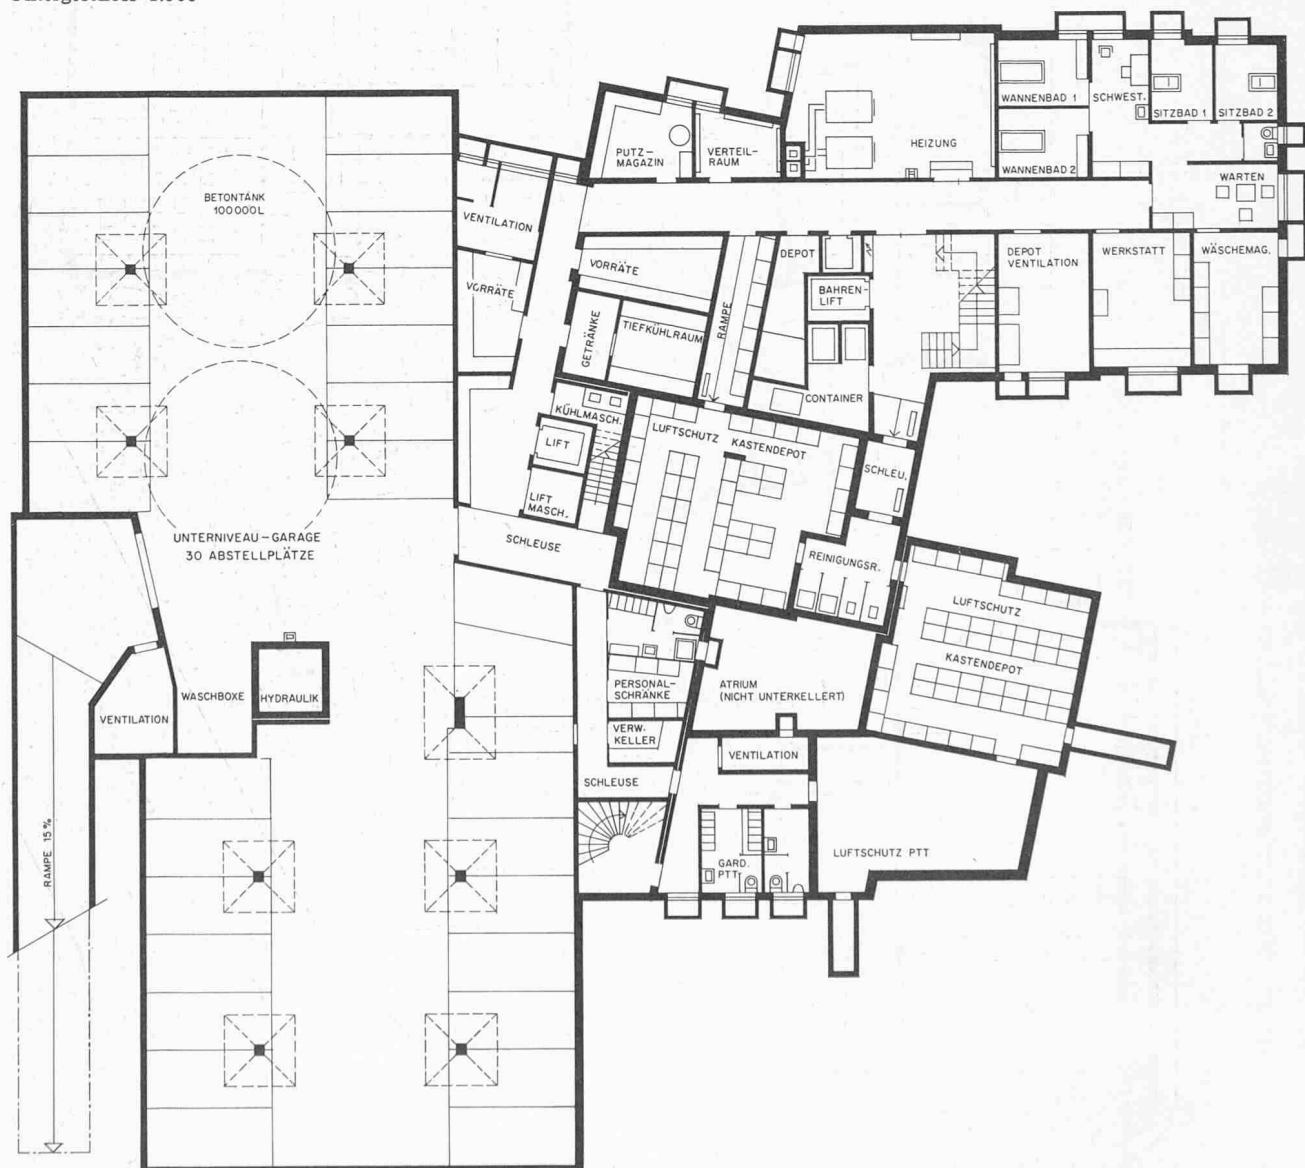 WANNENBAD 1
SCHWEST.
SITZBAD 1
SITZBAD 2
PUTZ-
MAGAZIN
VERTEIL-
RAUM
HEIZUNG
WANNENBAD 2
WARTEN
BETONTANK
100000L
VENTILATION
VORRÄTE
VORRÄTE
DEPOT
BAHREN-
LIFT
DEPOT
VENTILATION
WERKSTATT
WÄSCHEMAG.
GETRÄNKE
TIEFKÜHLRAUM
RAMPE
CONTAINER
KÜHLMASCH.
LUFTSCHUTZ
KASTENDEPOT
LIFT
SCHLEU.
LIFT
MASCH.
UNTERNIVEAU-GARAGE
30 ABSTELLPLÄTZE
SCHLEUSE
REINIGUNGSR.
LUFTSCHUTZ
KASTENDEPOT
WASCHBOXE
HYDRAULIK
VENTILATION
PERSONAL-
SCHRÄNKE
ATRIUM
(NICHT UNTERKELLERT)
VERW.
KELLER
VENTILATION
SCHLEUSE
RAMPE 15%
GARD.
PTT
LUFTSCHUTZ PTT